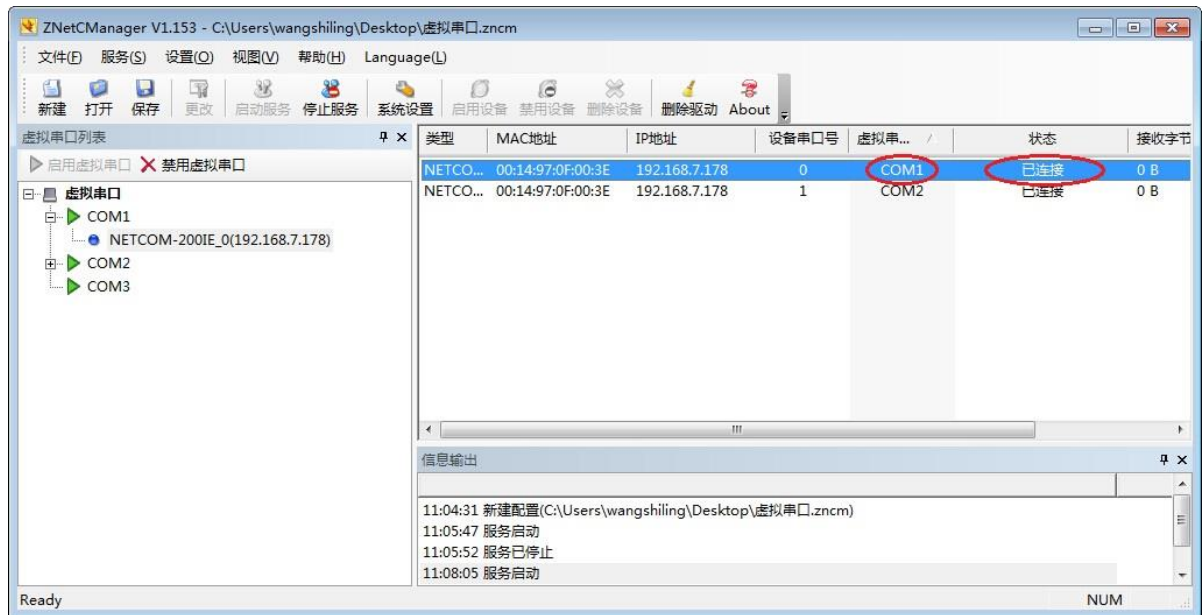 ZNetCManager V1.153 - C:\Users\wangshiling\Desktop\虚拟串口.zncm
文件(F) 服务(S) 设置(O) 视图(V) 帮助(H) Language(L)
新建 打开 保存 更改 启动服务 停止服务 系统设置 启用设备 禁用设备 删除设备 删除驱动 About
虚拟串口列表
启用虚拟串口 禁用虚拟串口
虚拟串口
COM1
NETCOM-200IE_0(192.168.7.178)
COM2
COM3
类型 MAC地址 IP地址 设备串口号 虚拟串... 状态 接收字节
NETCO... 00:14:97:0F:00:3E 192.168.7.178 0 COM1 已连接 0 B
NETCO... 00:14:97:0F:00:3E 192.168.7.178 1 COM2 已连接 0 B
信息输出
11:04:31 新建配置(C:\Users\wangshiling\Desktop\虚拟串口.zncm)
11:05:47 服务启动
11:05:52 服务已停止
11:08:05 服务启动
Ready NUM